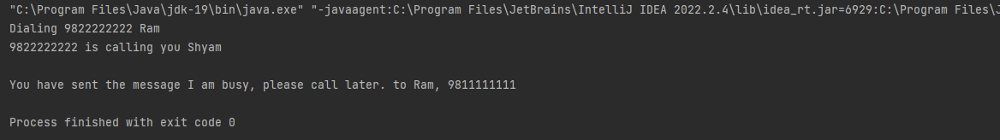 "C:\Program Files\Java\jdk-19\bin\java.exe" "-javaagent:C:\Program Files\JetBrains\IntelliJ IDEA 2022.2.4\lib\idea_rt.jar=6929:C:\Program Files\J
Dialing 9822222222 Ram
9822222222 is calling you Shyam
You have sent the message I am busy, please call later. to Ram, 9811111111
Process finished with exit code 0